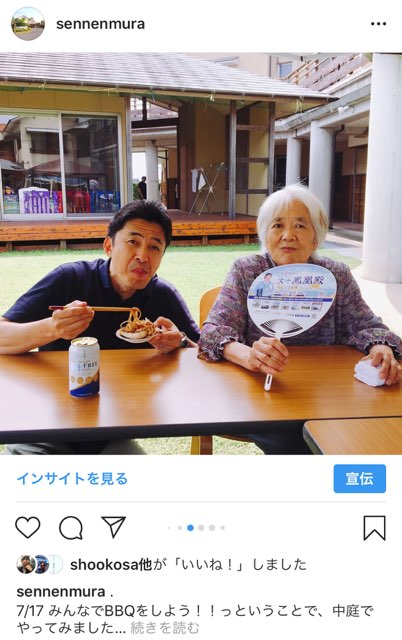 sennenmura
鳳凰殿
インサイトを見る
宣伝
shookosa他が「いいね！」しました
sennenmura .
7/17 みんなでBBQをしよう！！っということで、中庭で
やってみました... 続きを読む